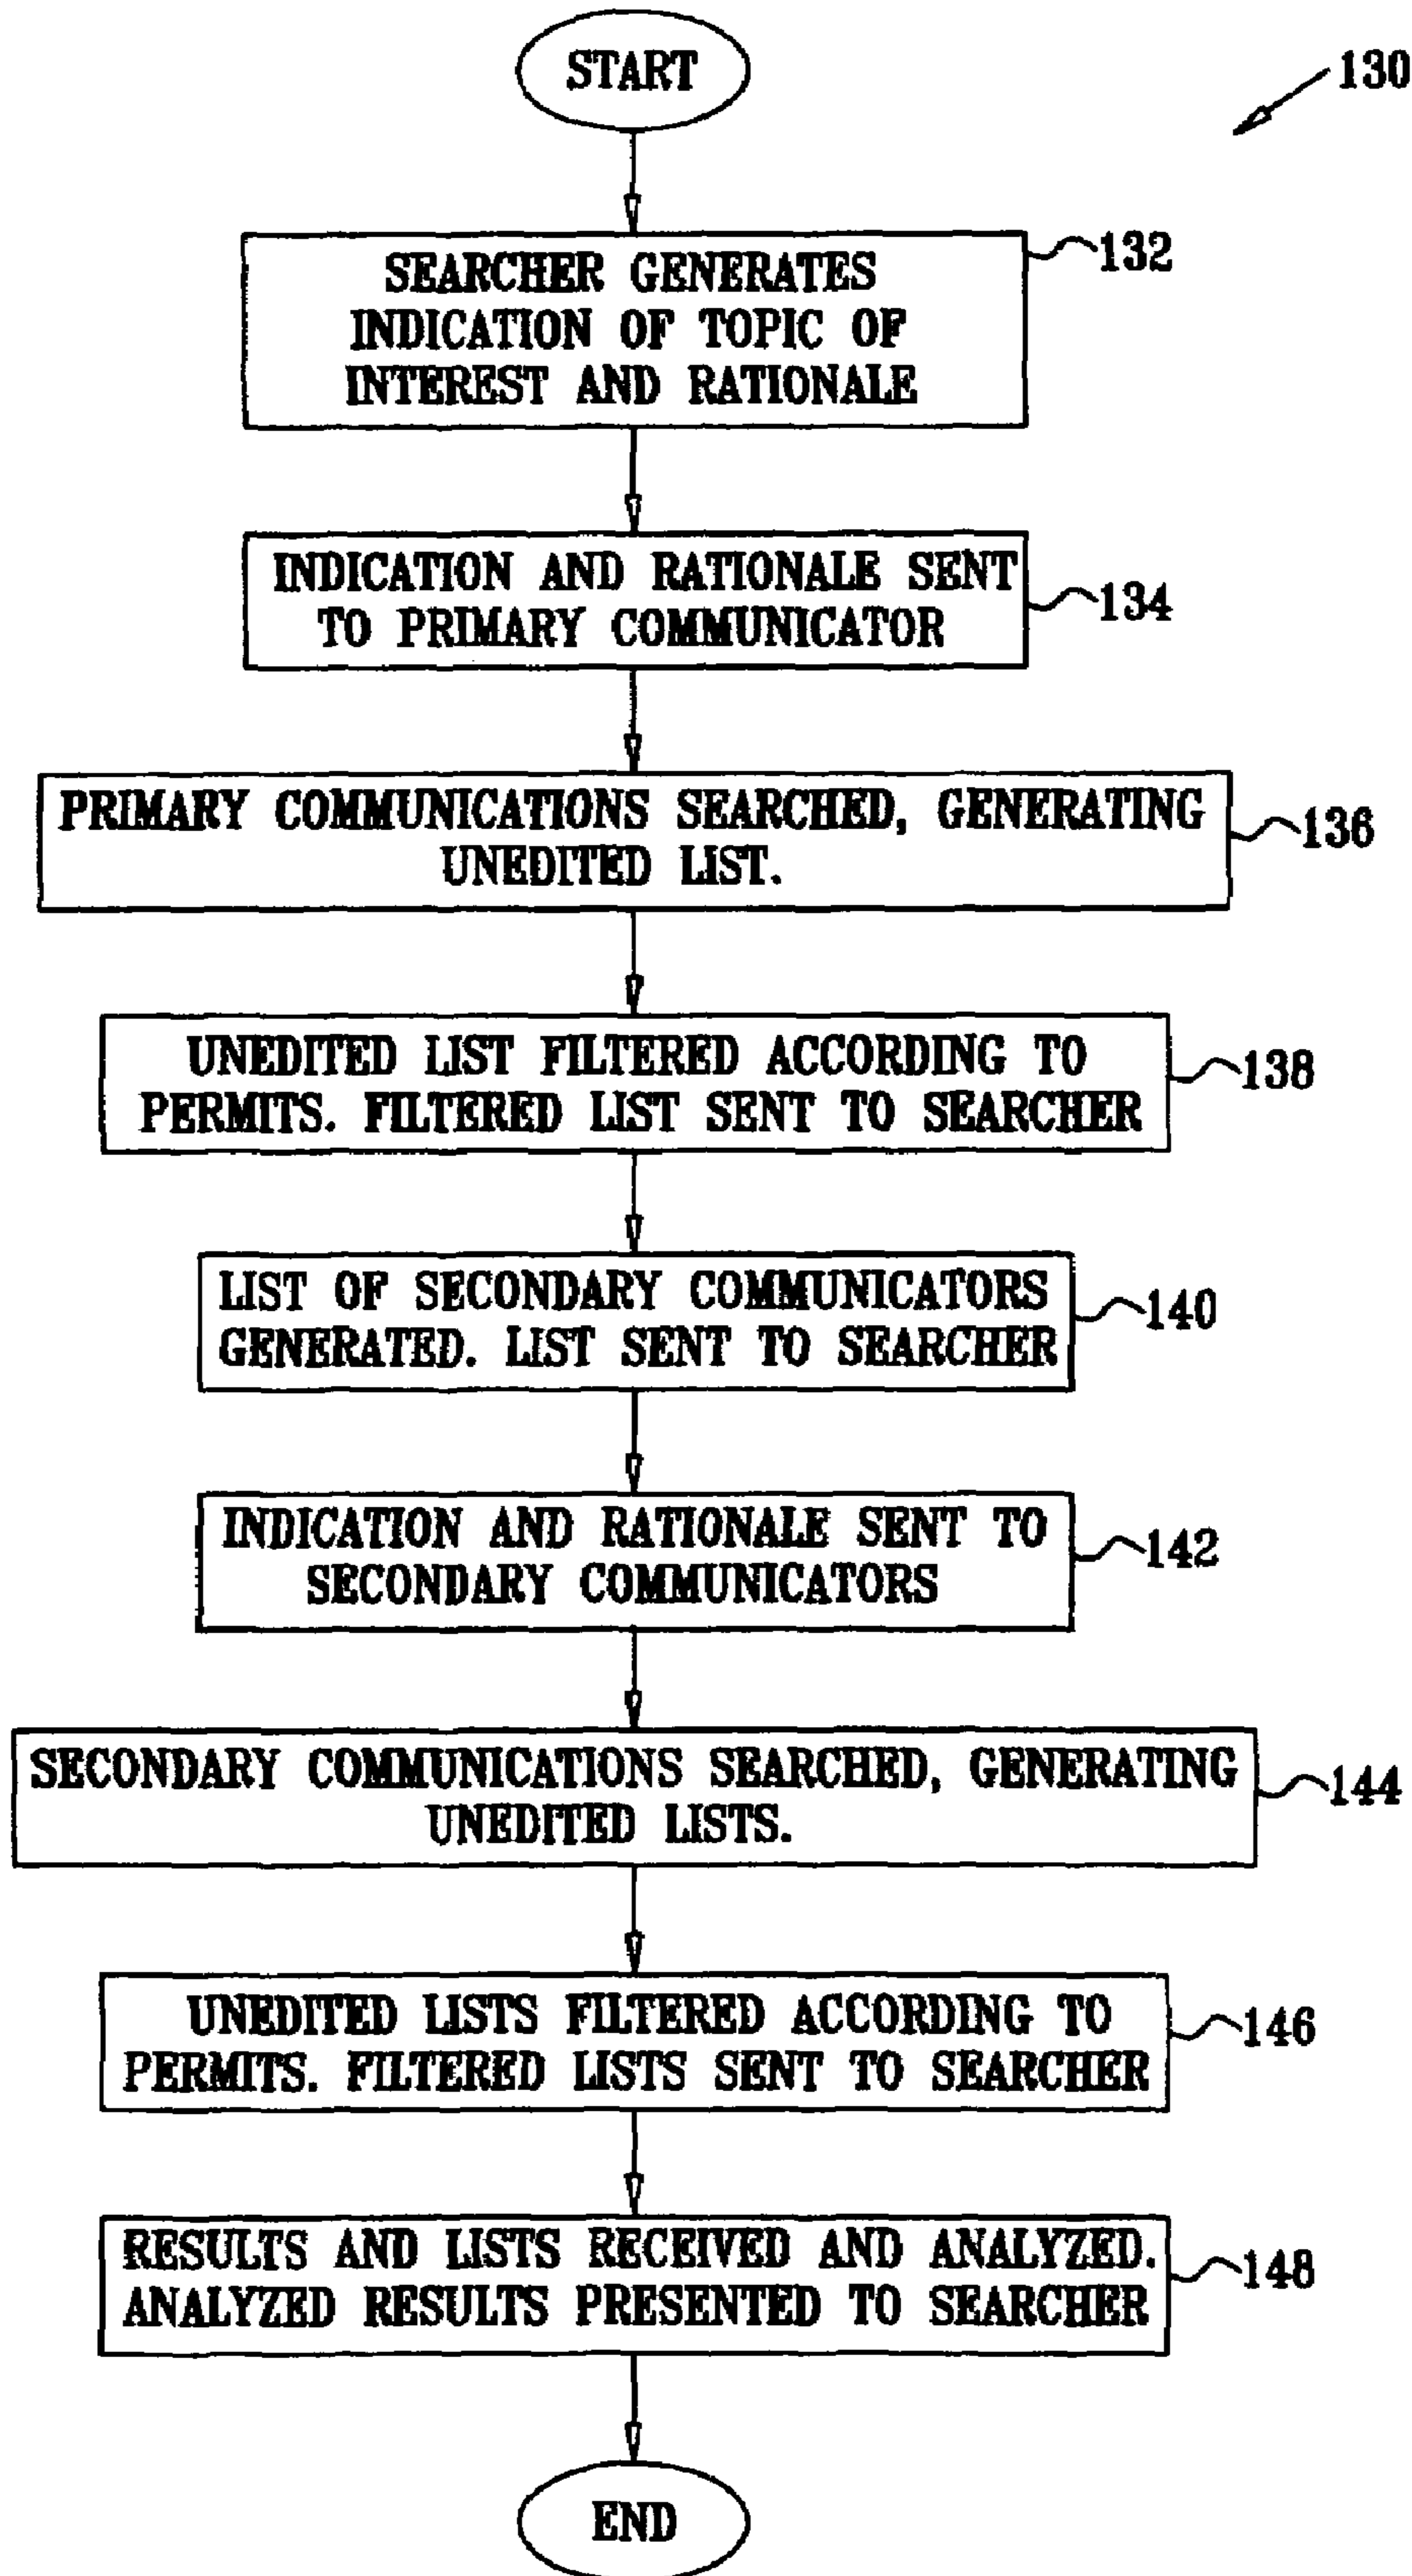 START
130
SEARCHER GENERATES
INDICATION OF TOPIC OF
INTEREST AND RATIONALE
132
INDICATION AND RATIONALE SENT
TO PRIMARY COMMUNICATOR
134
PRIMARY COMMUNICATIONS SEARCHED, GENERATING
UNEDITED LIST.
136
UNEDITED LIST FILTERED ACCORDING TO
PERMITS. FILTERED LIST SENT TO SEARCHER
138
LIST OF SECONDARY COMMUNICATORS
GENERATED. LIST SENT TO SEARCHER
140
INDICATION AND RATIONALE SENT TO
SECONDARY COMMUNICATORS
142
SECONDARY COMMUNICATIONS SEARCHED, GENERATING
UNEDITED LISTS.
144
UNEDITED LISTS FILTERED ACCORDING TO
PERMITS. FILTERED LISTS SENT TO SEARCHER
146
RESULTS AND LISTS RECEIVED AND ANALYZED.
ANALYZED RESULTS PRESENTED TO SEARCHER
148
END